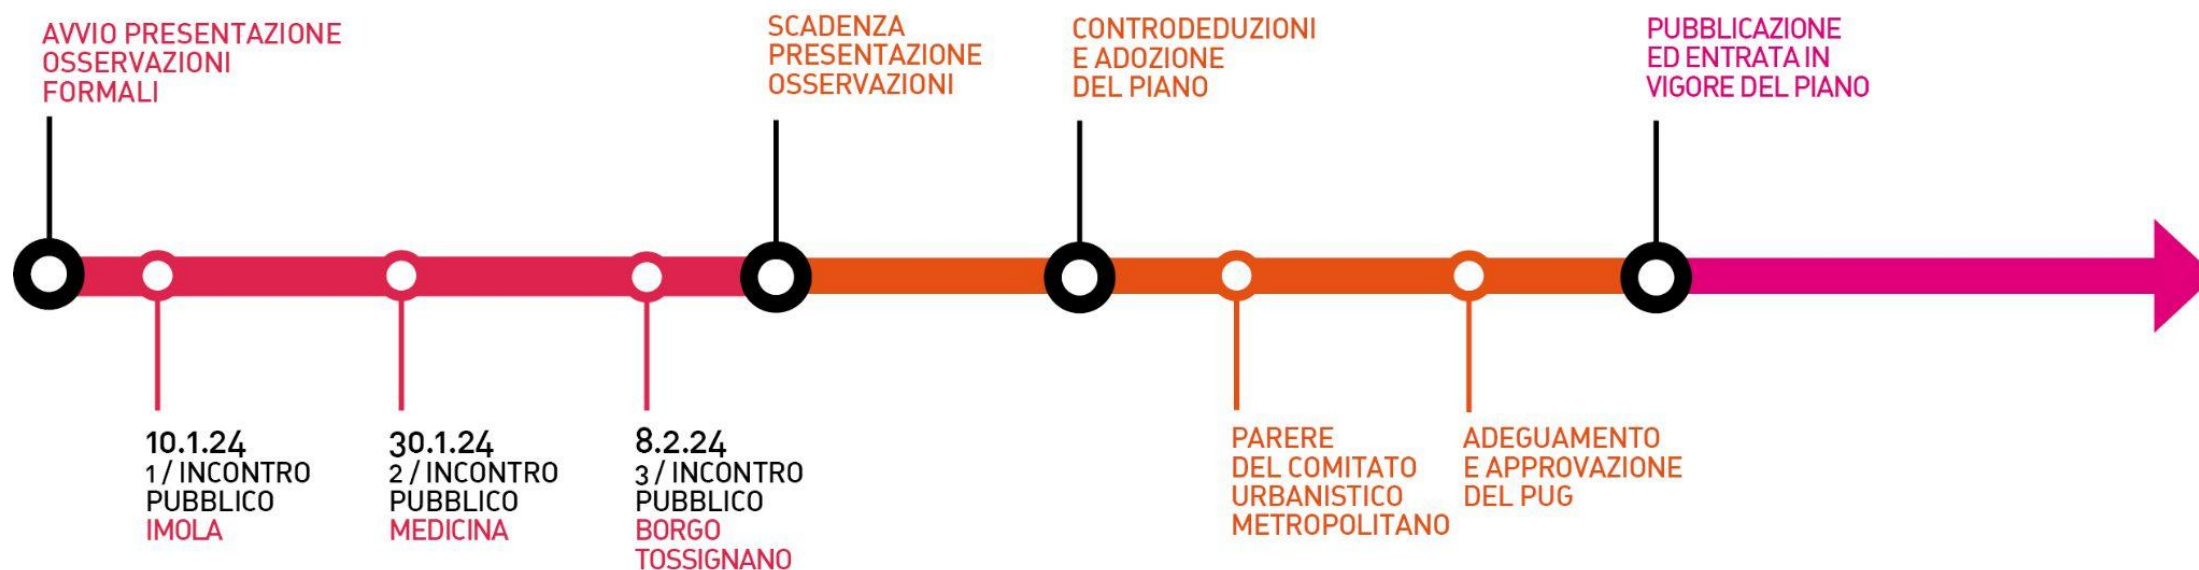 AVVIO PRESENTAZIONE
OSSERVAZIONI
FORMALI
SCADENZA
PRESENTAZIONE
OSSERVAZIONI
CONTRODEDUZIONI
E ADOZIONE
DEL PIANO
PUBBLICAZIONE
ED ENTRATA IN
VIGORE DEL PIANO
10.1.24
1 / INCONTRO
PUBBLICO
IMOLA
30.1.24
2 / INCONTRO
PUBBLICO
MEDICINA
8.2.24
3 / INCONTRO
PUBBLICO
BORGO
TOSSIGNANO
PARERE
DEL COMITATO
URBANISTICO
METROPOLITANO
ADEGUAMENTO
E APPROVAZIONE
DEL PUG